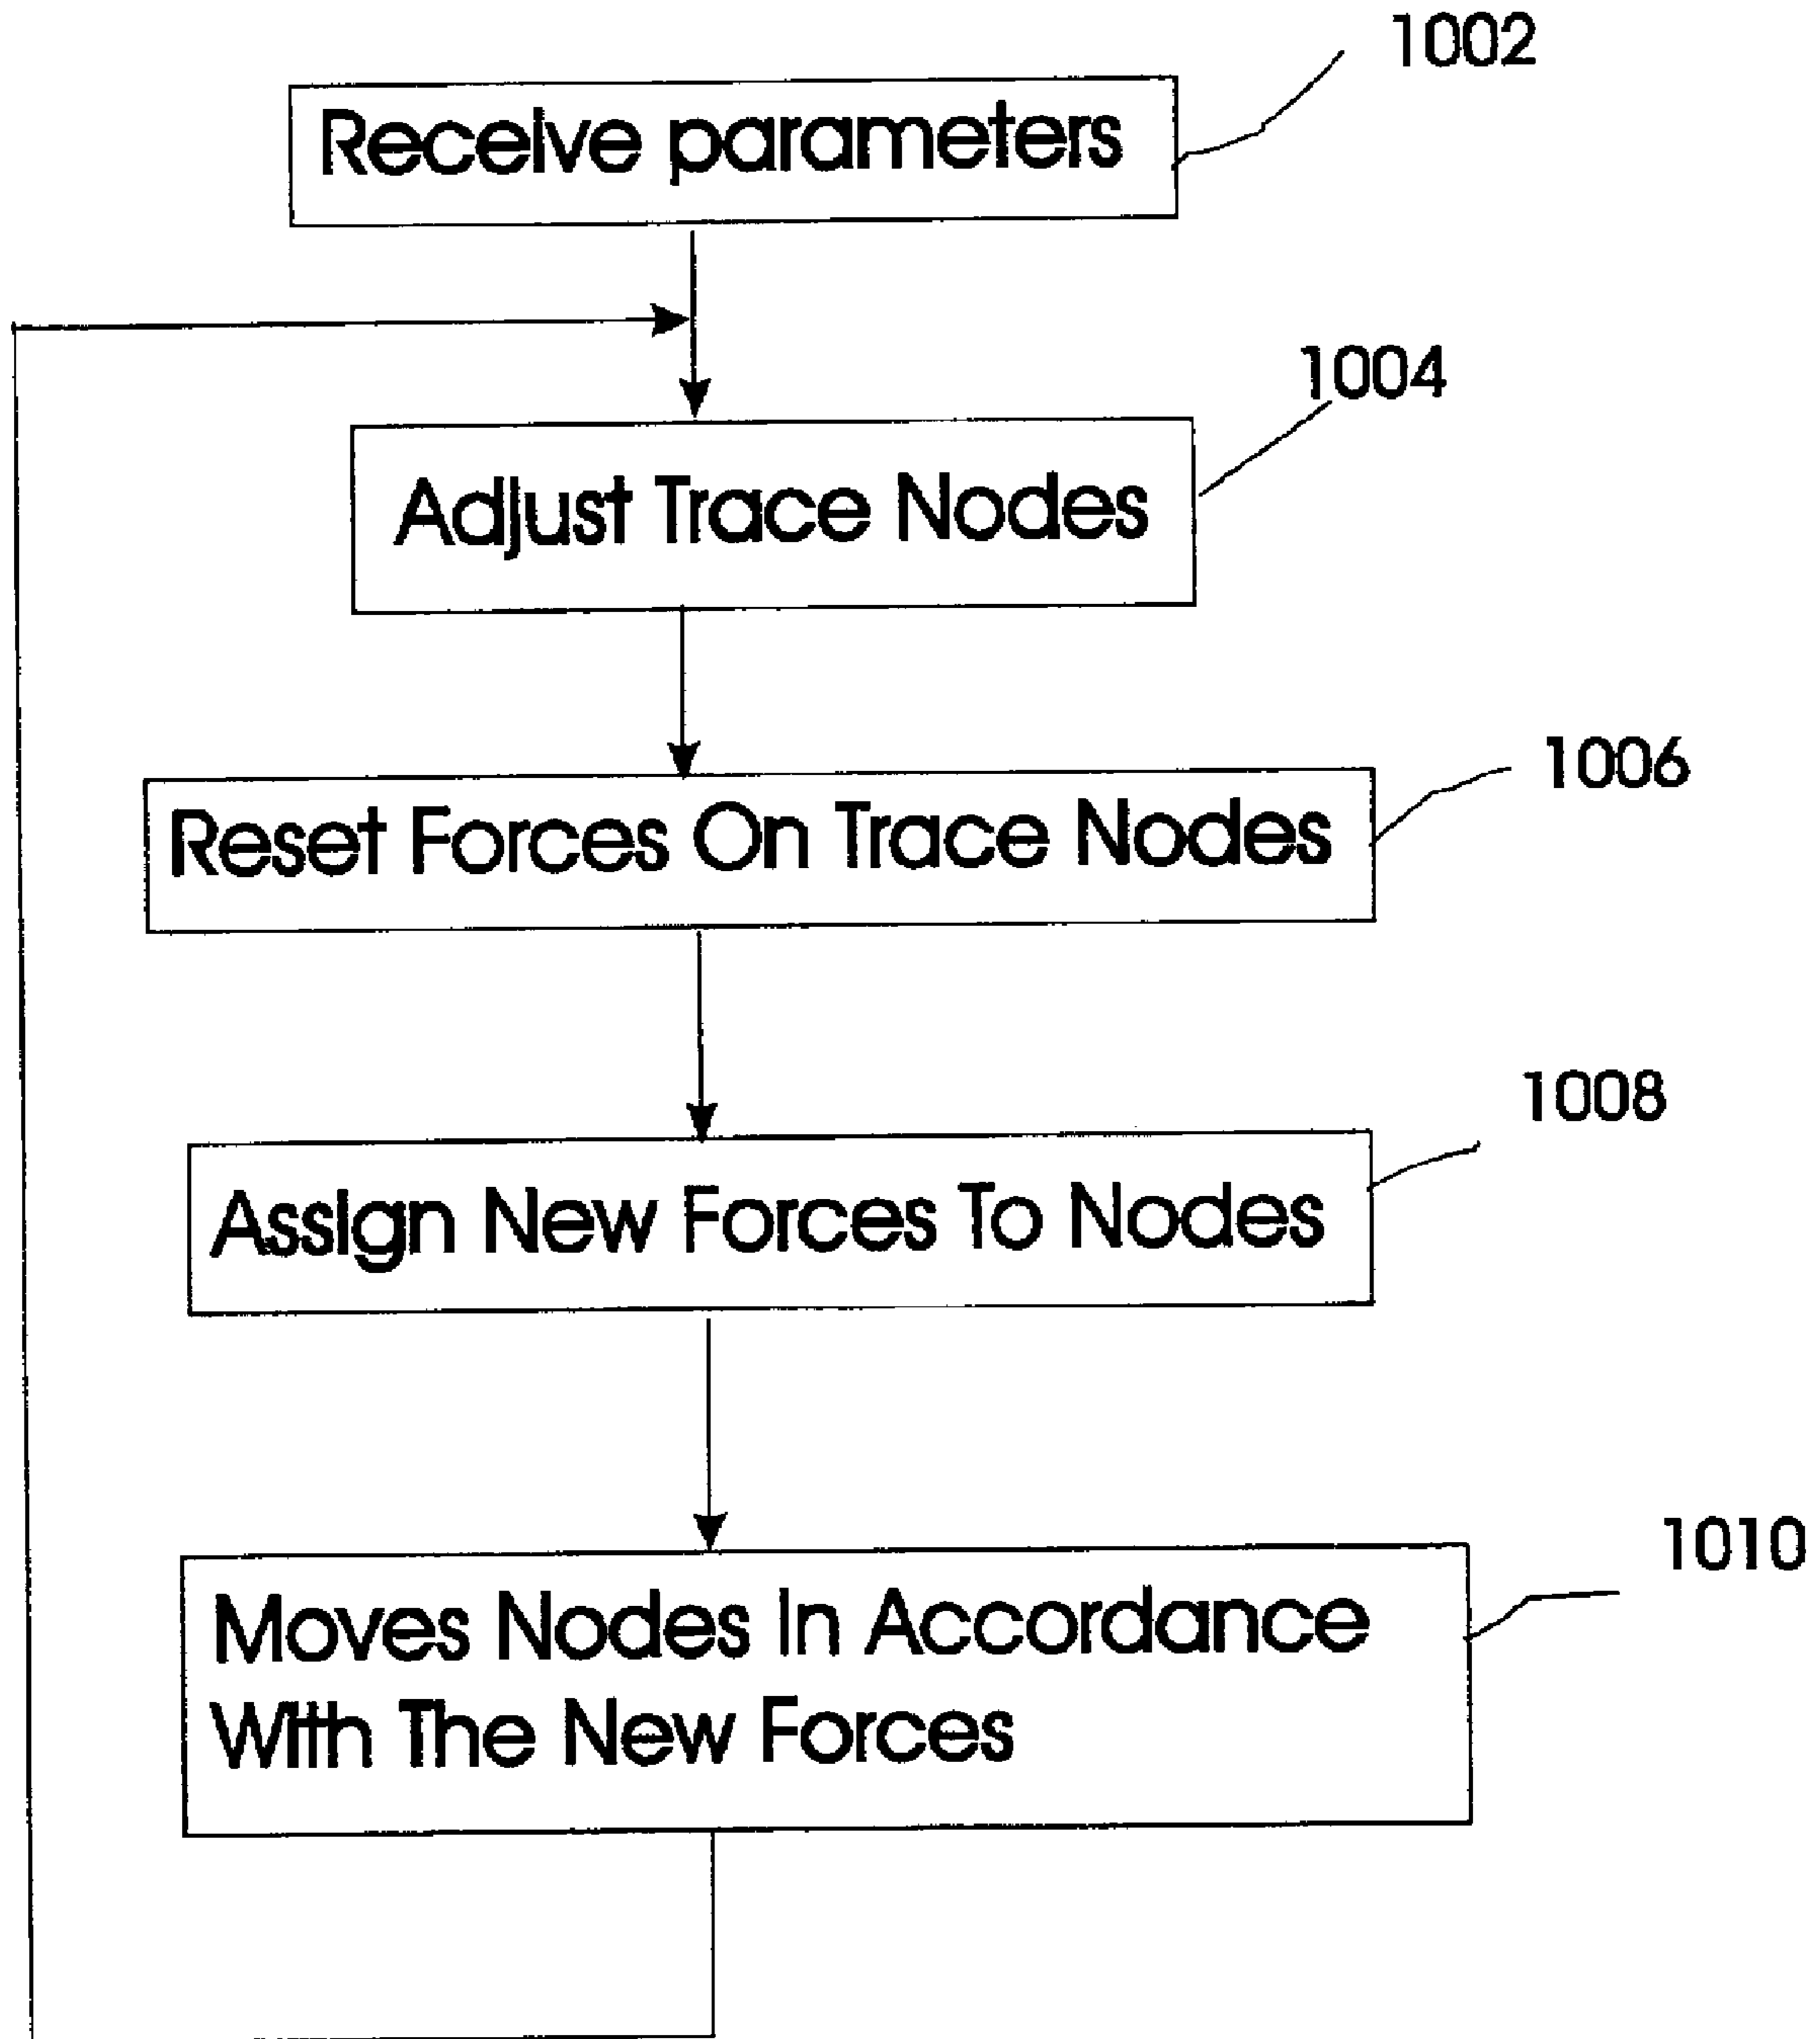 1002
Receive parameters
1004
Adjust Trace Nodes
1006
Reset Forces On Trace Nodes
1008
Assign New Forces To Nodes
1010
Moves Nodes In Accordance
With The New Forces